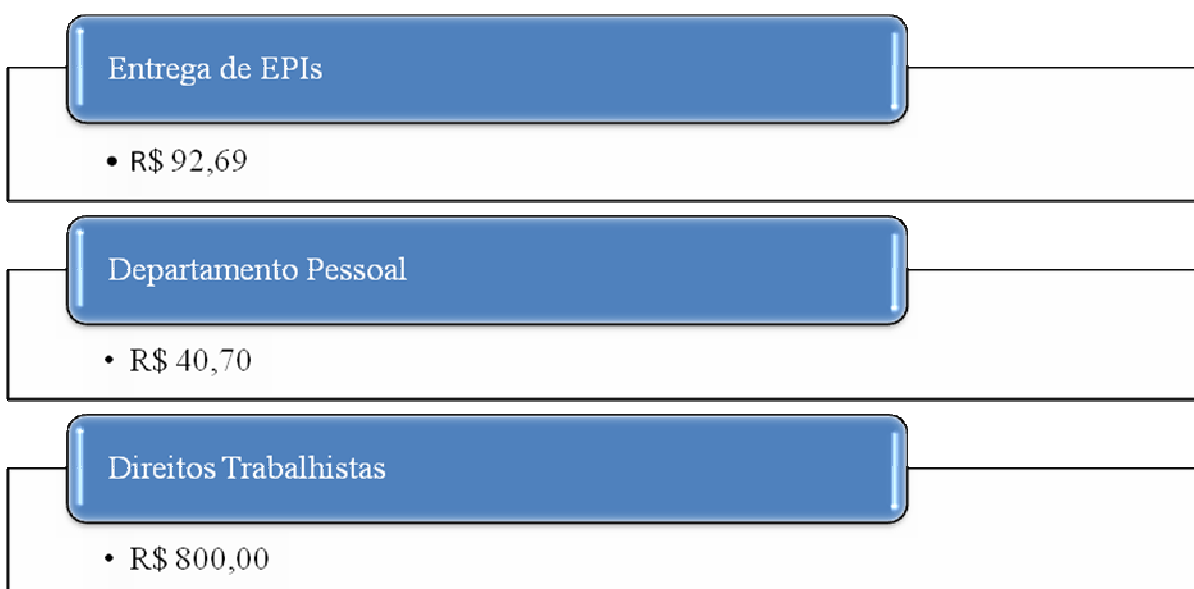 Entrega de EPIs
• R$ 92,69
Departamento Pessoal
• R$ 40,70
Direitos Trabalhistas
• R$ 800,00